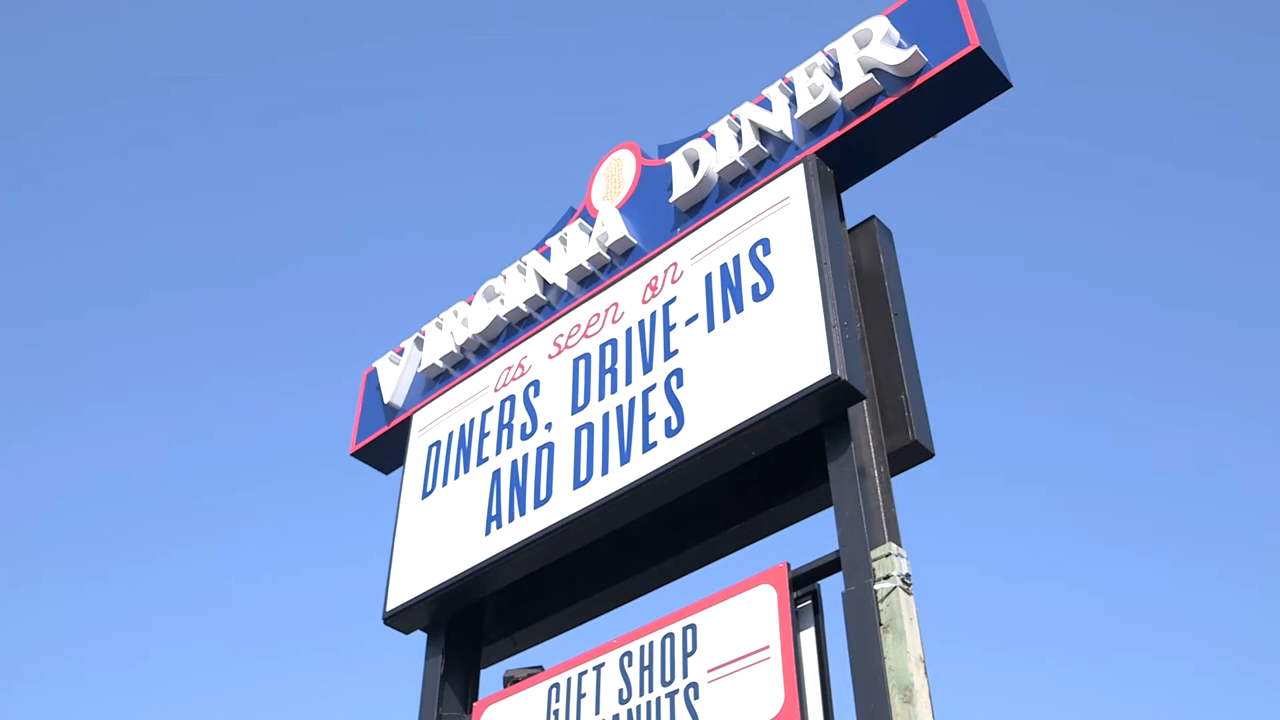 VIRGINIA DINER
as seen on
DINERS, DRIVE-INS
AND DIVES
GIFT SHOP